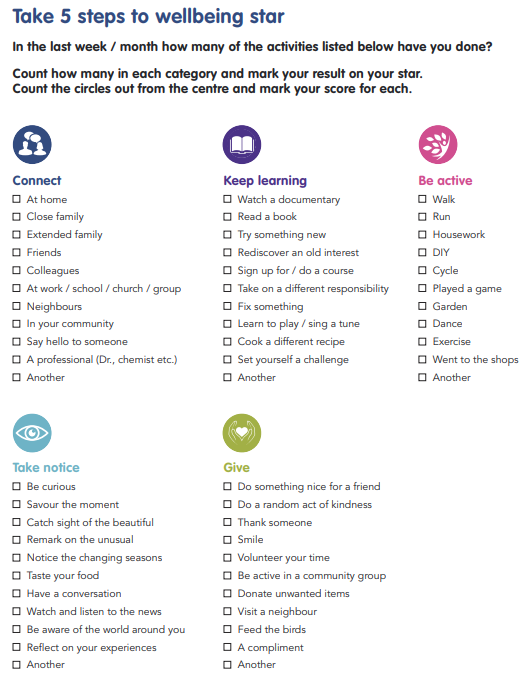 Take 5 steps to wellbeing star
In the last week / month how many of the activities listed below have you done?
Count how many in each category and mark your result on your star.
Count the circles out from the centre and mark your score for each.
Connect
At home
Close family
Extended family
Friends
Colleagues
At work / school / church / group
Neighbours
In your community
Say hello to someone
A professional (Dr., chemist etc.)
Another
Keep learning
Watch a documentary
Read a book
Try something new
Rediscover an old interest
Sign up for / do a course
Take on a different responsibility
Fix something
Learn to play / sing a tune
Cook a different recipe
Set yourself a challenge
Another
Be active
Walk
Run
Housework
DIY
Cycle
Played a game
Garden
Dance
Exercise
Went to the shops
Another
Take notice
Be curious
Savour the moment
Catch sight of the beautiful
Remark on the unusual
Notice the changing seasons
Taste your food
Have a conversation
Watch and listen to the news
Be aware of the world around you
Reflect on your experiences
Another
Give
Do something nice for a friend
Do a random act of kindness
Thank someone
Smile
Volunteer your time
Be active in a community group
Donate unwanted items
Visit a neighbour
Feed the birds
A compliment
Another